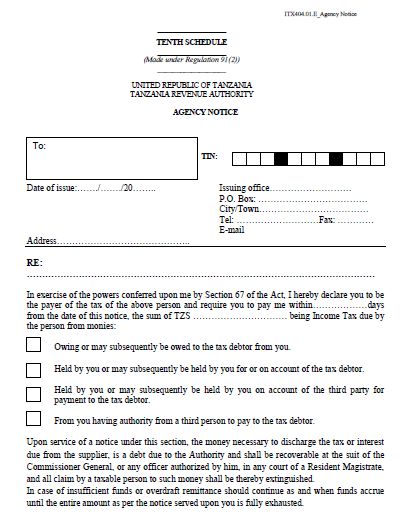 ITX404.01.E_Agency Notice
TENTH SCHEDULE
(Made under Regulation 91(2))
UNITED REPUBLIC OF TANZANIA
TANZANIA REVENUE AUTHORITY
AGENCY NOTICE
To:
TIN:
Date of issue:……./……./20……..
Issuing office………………………
P.O. Box: ……………………………
City/Town……………………………
Tel: ………………………Fax: …………
E-mail
Address……………………………………..
RE:
……………………………………………………………………………………………………
In exercise of the powers conferred upon me by Section 67 of the Act, I hereby declare you to be
the payer of the tax of the above person and require you to pay me within………………days
from the date of this notice, the sum of TZS ………………………… being Income Tax due by
the person from monies:
Owing or may subsequently be owed to the tax debtor from you.
Held by you or may subsequently be held by you for or on account of the tax debtor.
Held by you or may subsequently be held by you on account of the third party for
payment to the tax debtor.
From you having authority from a third person to pay to the tax debtor.
Upon service of a notice under this section, the money necessary to discharge the tax or interest
due from the supplier, is a debt due to the Authority and shall be recoverable at the suit of the
Commissioner General, or any officer authorized by him, in any court of a Resident Magistrate,
and all claim by a taxable person to such money shall be thereby extinguished.
In case of insufficient funds or overdraft remittance should continue as and when funds accrue
until the entire amount as per the notice served upon you is fully exhausted.